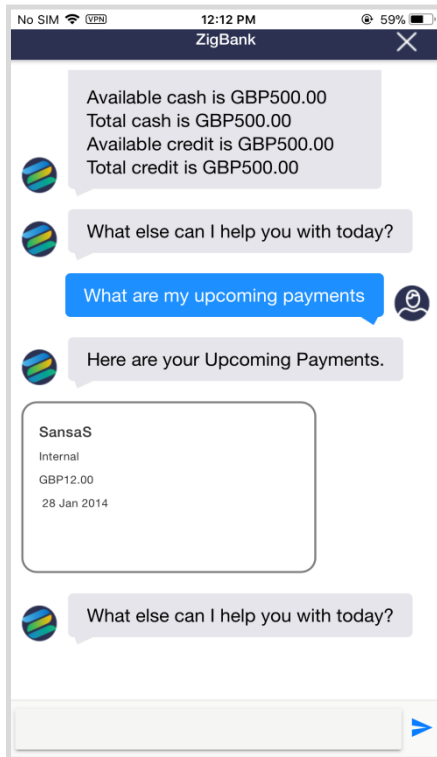 No SIM VPN 12:12 PM 59%
ZigBank
Available cash is GBP500.00
Total cash is GBP500.00
Available credit is GBP500.00
Total credit is GBP500.00
What else can I help you with today?
What are my upcoming payments
Here are your Upcoming Payments.
SansaS
Internal
GBP12.00
28 Jan 2014
What else can I help you with today?